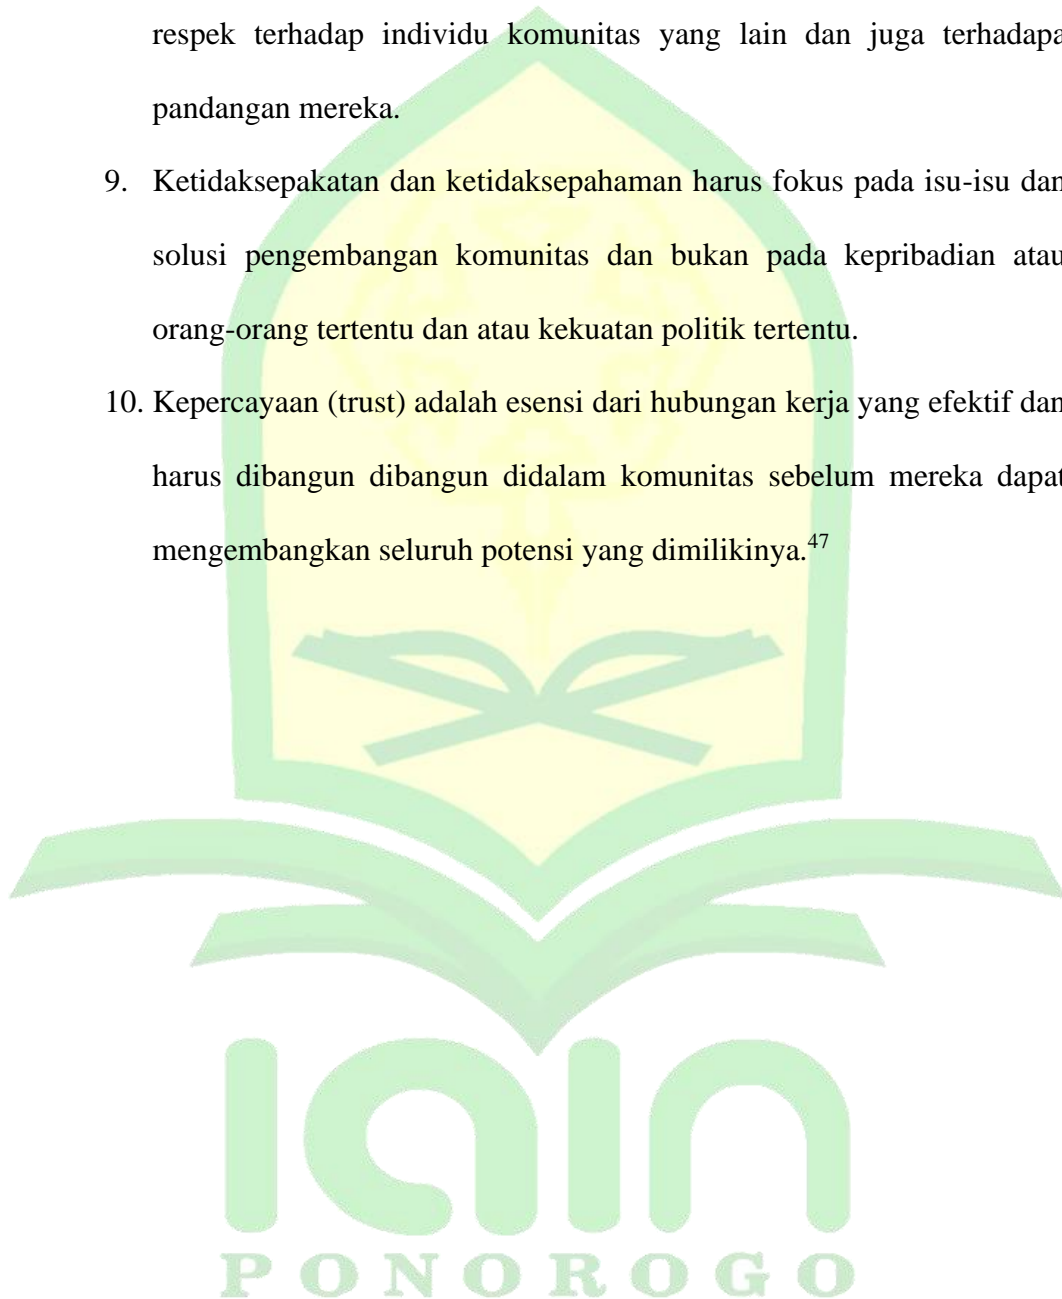 respek terhadap individu komunitas yang lain dan juga terhadapa
pandangan mereka.
9. Ketidaksepakatan dan ketidaksepahaman harus fokus pada isu-isu dan
solusi pengembangan komunitas dan bukan pada kepribadian atau
orang-orang tertentu dan atau kekuatan politik tertentu.
10. Kepercayaan (trust) adalah esensi dari hubungan kerja yang efektif dan
harus dibangun dibangun didalam komunitas sebelum mereka dapat
mengembangkan seluruh potensi yang dimilikinya.47
iain
PONOROGO